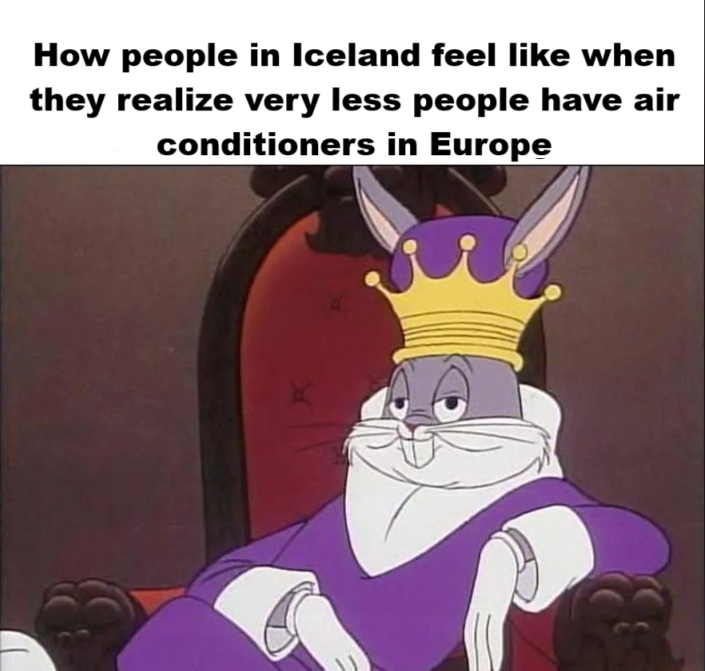 How people in Iceland feel like when
they realize very less people have air
conditioners in Europe